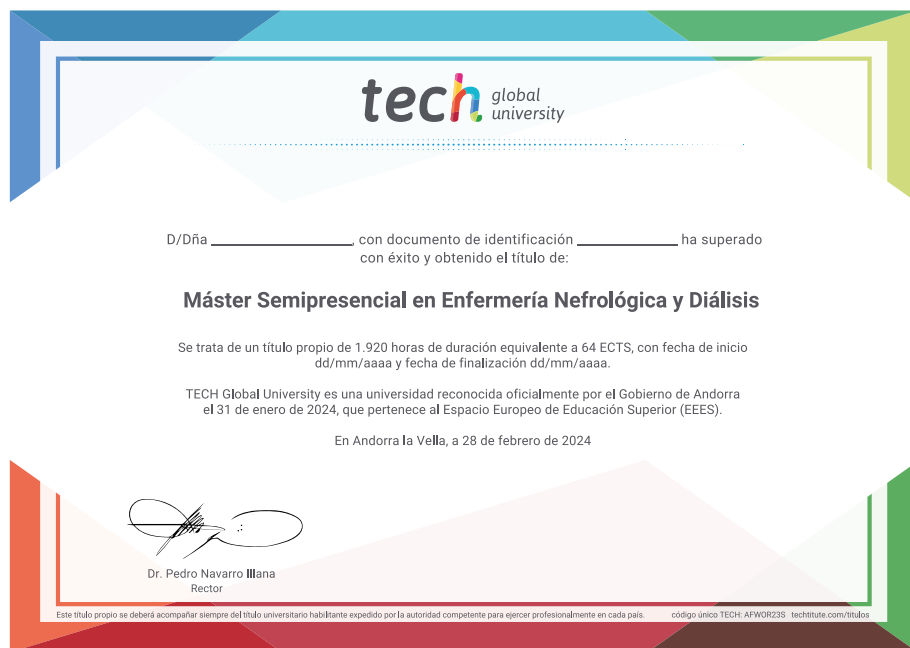 tech global university
D/Dña ____________________, con documento de identificación ______________ ha superado
con éxito y obtenido el título de:
Máster Semipresencial en Enfermería Nefrológica y Diálisis
Se trata de un título propio de 1.920 horas de duración equivalente a 64 ECTS, con fecha de inicio
dd/mm/aaaa y fecha de finalización dd/mm/aaaa.
TECH Global University es una universidad reconocida oficialmente por el Gobierno de Andorra
el 31 de enero de 2024, que pertenece al Espacio Europeo de Educación Superior (EEES).
En Andorra la Vella, a 28 de febrero de 2024
Dr. Pedro Navarro Illana
Rector
Este título propio se deberá acompañar siempre del título universitario habilitante expedido por la autoridad competente para ejercer profesionalmente en cada país. código único TECH: AFWOR23S techtitute.com/titulos